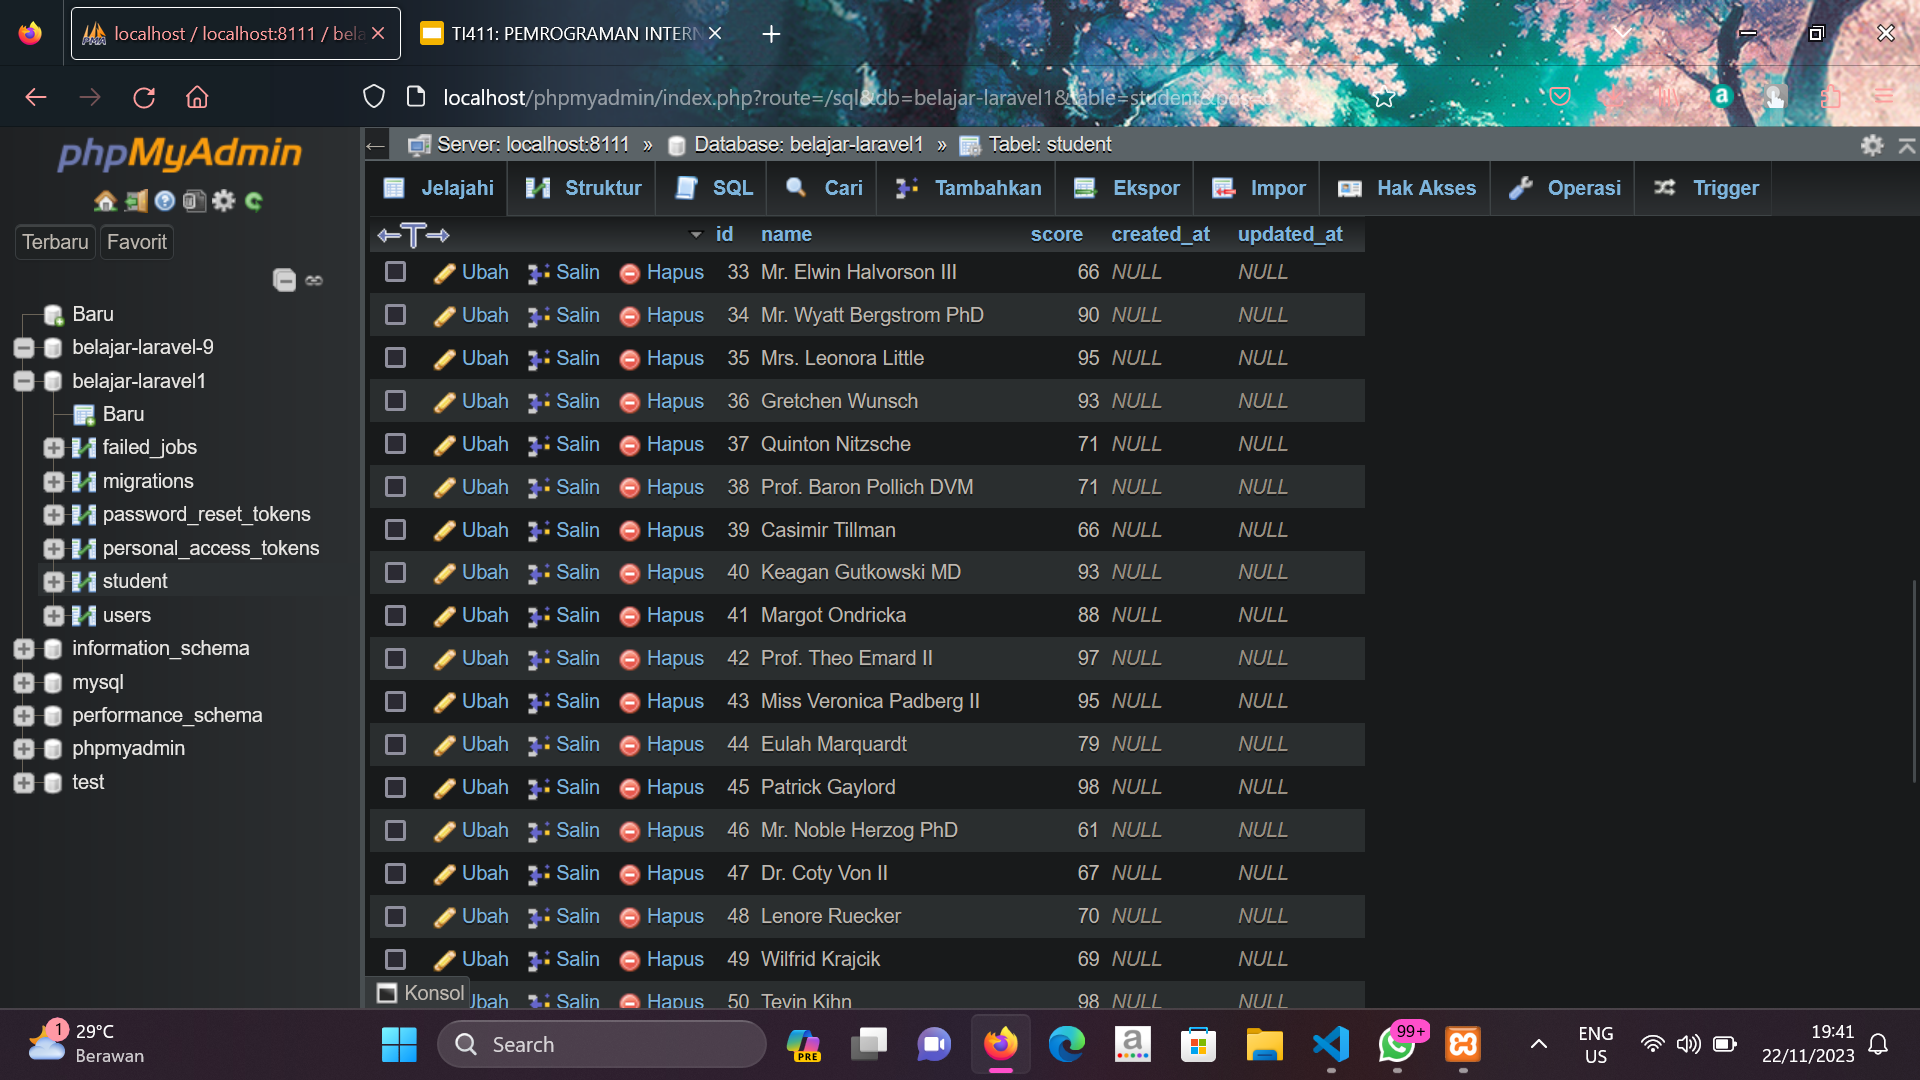 localhost / localhost:8111 / bela
TI411: PEMROGRAMAN INTERN
localhost/phpmyadmin/index.php?route=/sql&db=belajar-laravel1&table=student&pos=0
phpMyAdmin
Terbaru Favorit
Baru
belajar-laravel-9
belajar-laravel1
Baru
failed_jobs
migrations
password_reset_tokens
personal_access_tokens
student
users
information_schema
mysql
performance_schema
phpmyadmin
test
Server: localhost:8111 » Database: belajar-laravel1 » Tabel: student
Jelajahi Struktur SQL Cari Tambahkan Ekspor Impor Hak Akses Operasi Trigger
id name score created_at updated_at
Ubah Salin Hapus 33 Mr. Elwin Halvorson III 66 NULL NULL
Ubah Salin Hapus 34 Mr. Wyatt Bergstrom PhD 90 NULL NULL
Ubah Salin Hapus 35 Mrs. Leonora Little 95 NULL NULL
Ubah Salin Hapus 36 Gretchen Wunsch 93 NULL NULL
Ubah Salin Hapus 37 Quinton Nitzsche 71 NULL NULL
Ubah Salin Hapus 38 Prof. Baron Pollich DVM 71 NULL NULL
Ubah Salin Hapus 39 Casimir Tillman 66 NULL NULL
Ubah Salin Hapus 40 Keagan Gutkowski MD 93 NULL NULL
Ubah Salin Hapus 41 Margot Ondricka 88 NULL NULL
Ubah Salin Hapus 42 Prof. Theo Emard II 97 NULL NULL
Ubah Salin Hapus 43 Miss Veronica Padberg II 95 NULL NULL
Ubah Salin Hapus 44 Eulah Marquardt 79 NULL NULL
Ubah Salin Hapus 45 Patrick Gaylord 98 NULL NULL
Ubah Salin Hapus 46 Mr. Noble Herzog PhD 61 NULL NULL
Ubah Salin Hapus 47 Dr. Coty Von II 67 NULL NULL
Ubah Salin Hapus 48 Lenore Ruecker 70 NULL NULL
Ubah Salin Hapus 49 Wilfrid Krajcik 69 NULL NULL
Ubah Salin Hapus 50 Tevin Kihn 98 NULL NULL
Konsol
1
29°C
Berawan
Search
PRE
99+
ENG
US
19:41
22/11/2023